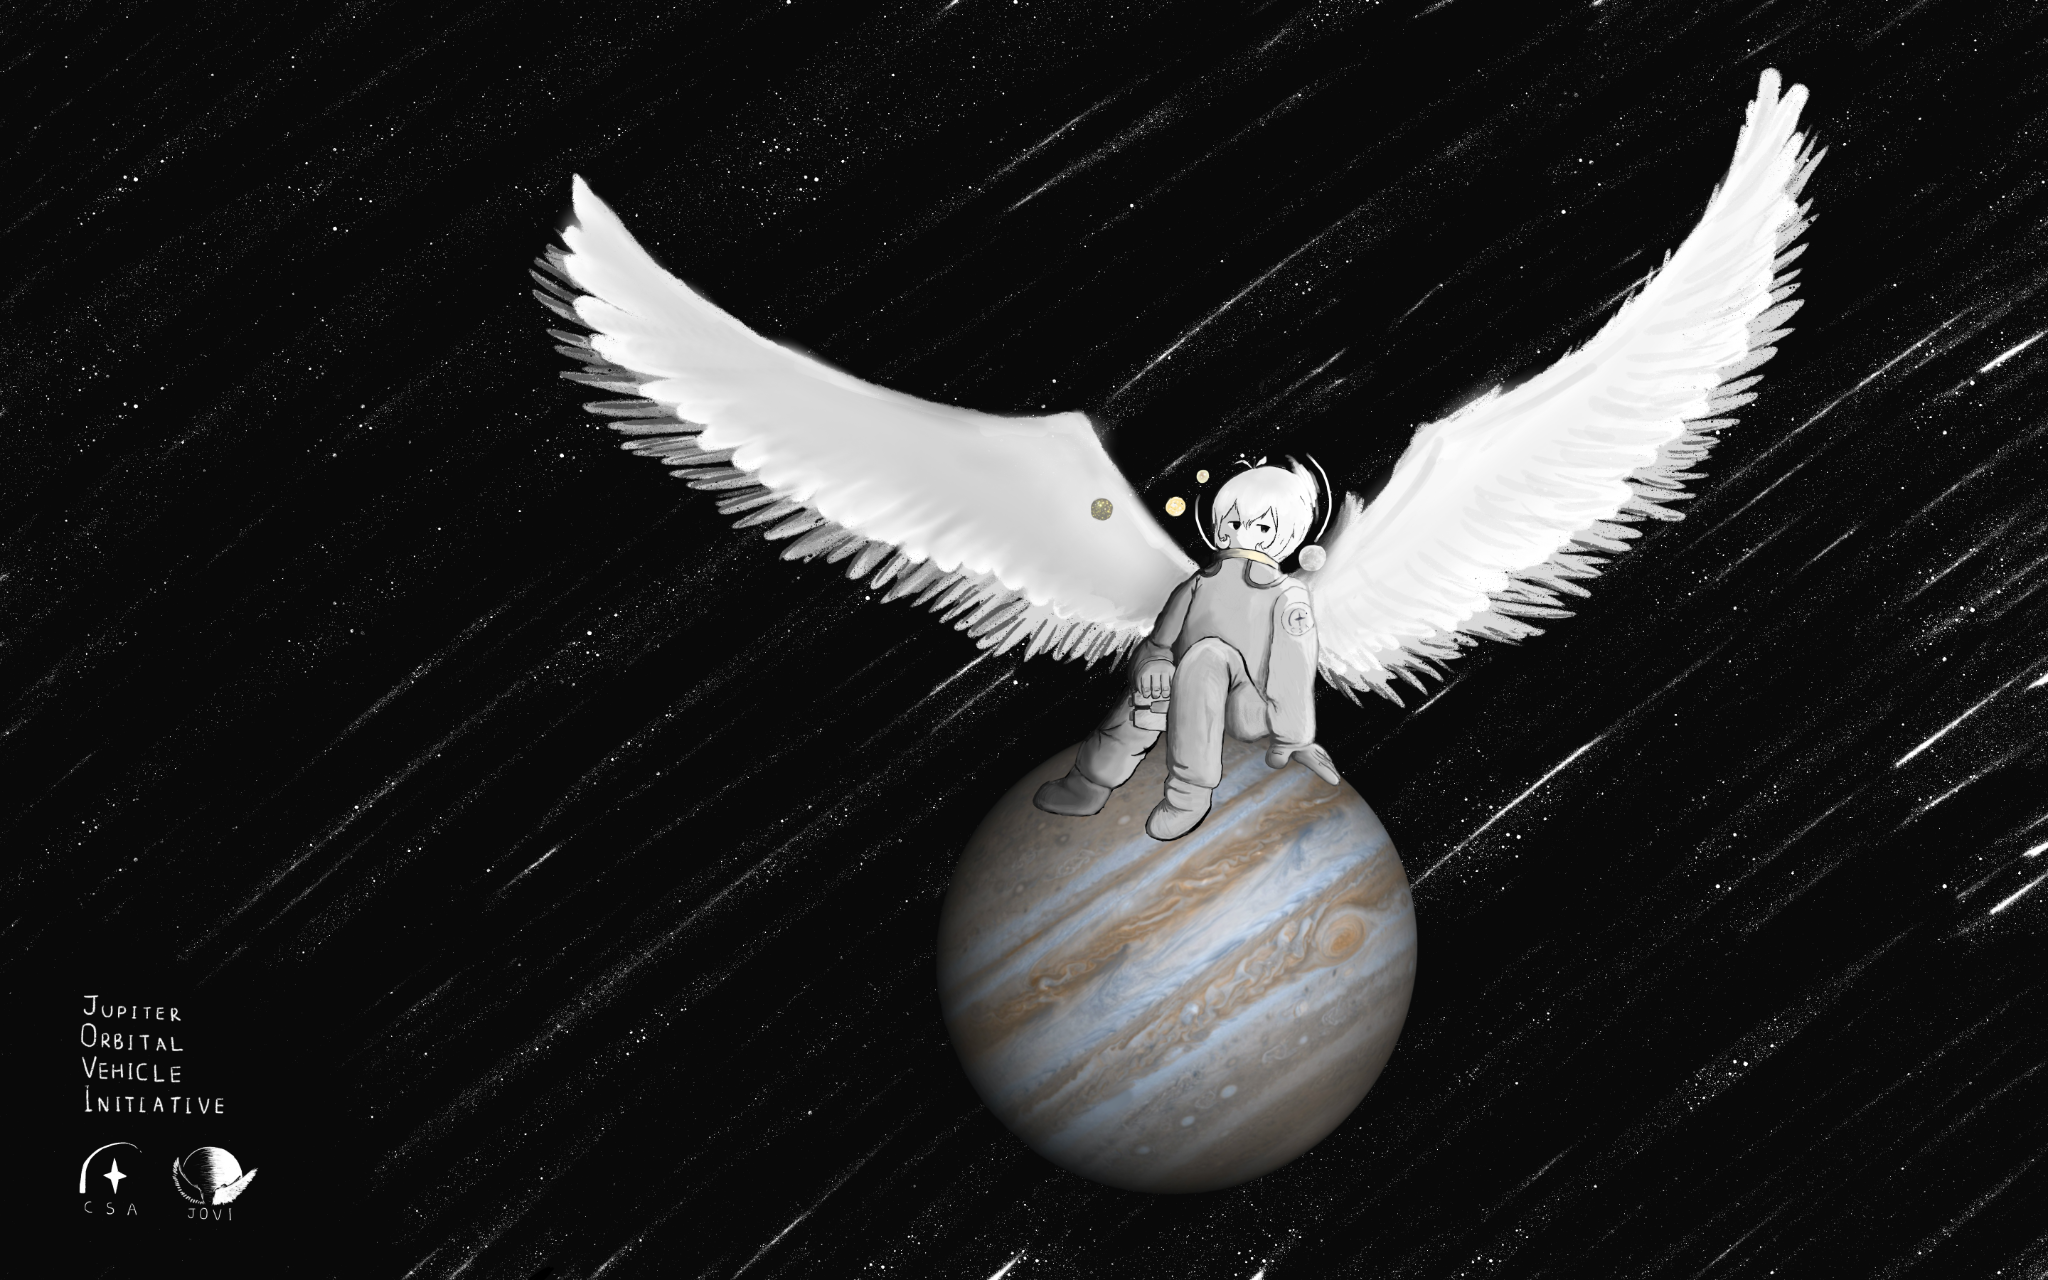 JUPITER
ORBITAL
VEHICLE
INITIATIVE
CSA
JOVI